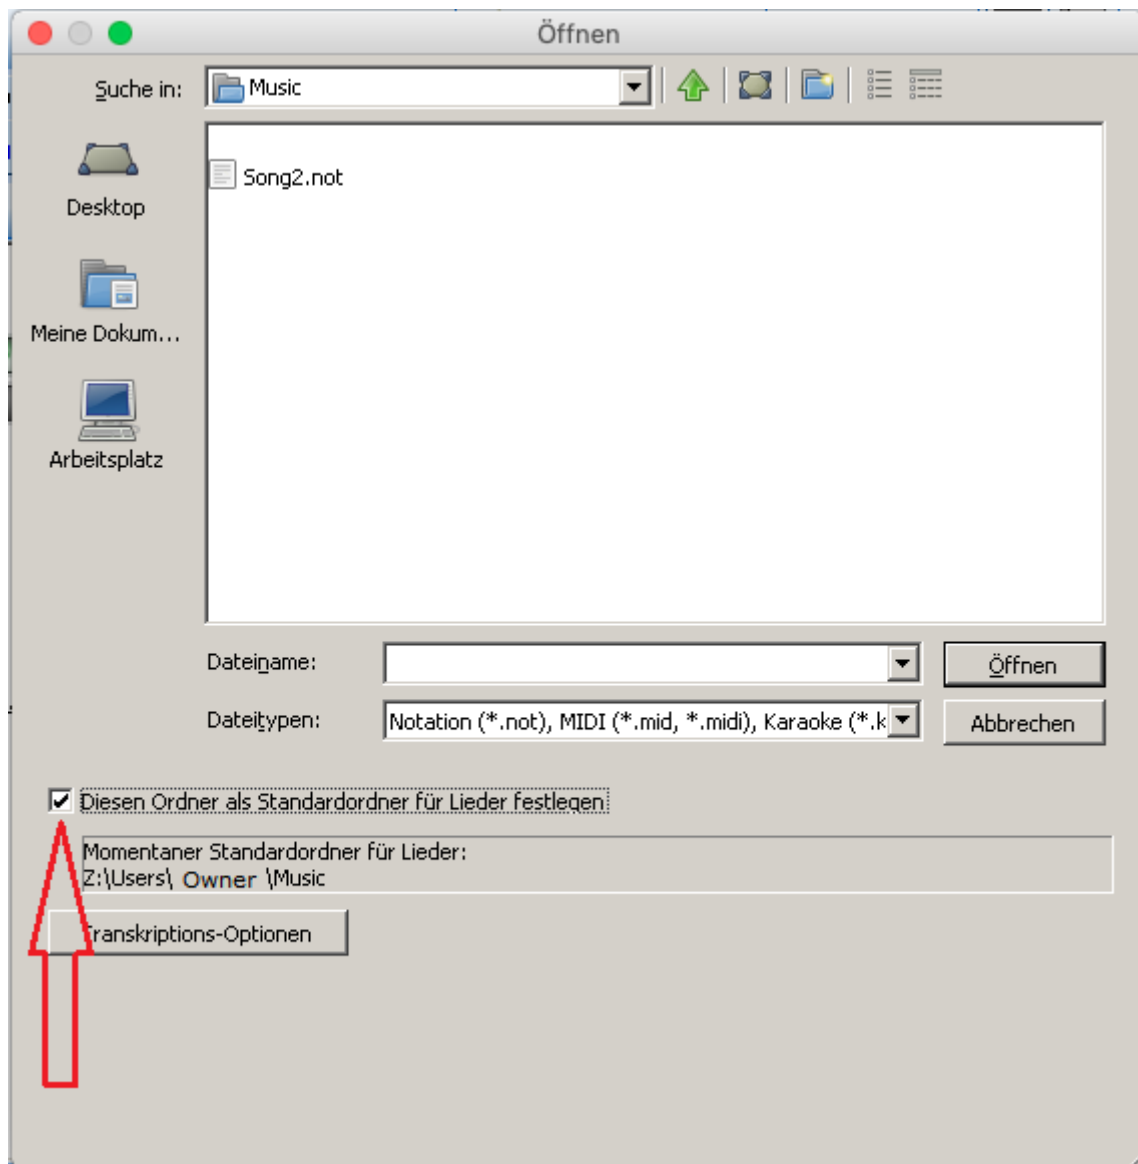 Öffnen
Suche in:
Music
Song2.not
Desktop
Meine Dokum...
Arbeitsplatz
Dateiname:
Öffnen
Dateitypen:
Notation (*.not), MIDI (*.mid, *.midi), Karaoke (*.k
Abbrechen
Diesen Ordner als Standardordner für Lieder festlegen
Momentaner Standardordner für Lieder:
Z:\Users\ Owner \Music
Transkriptions-Optionen